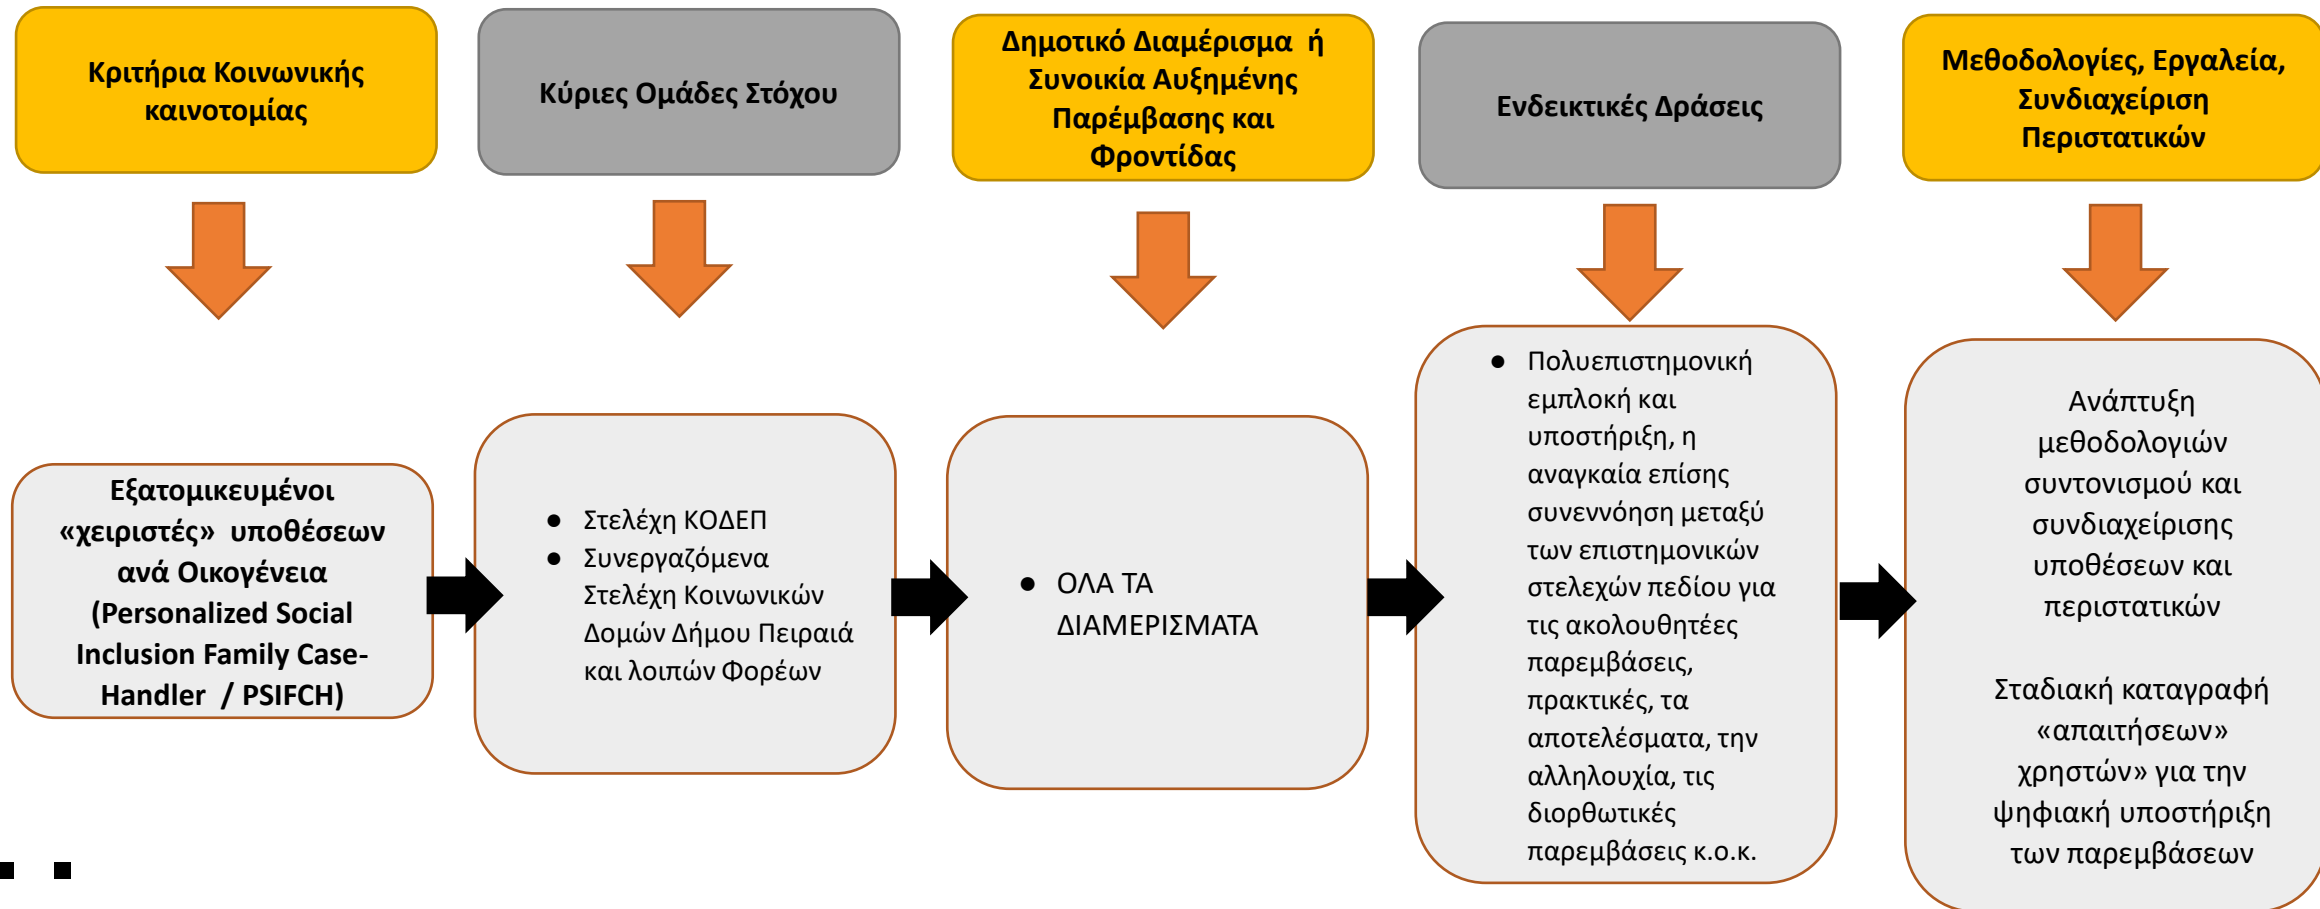 Κριτήρια Κοινωνικής
καινοτομίας
Κύριες Ομάδες Στόχου
Δημοτικό Διαμέρισμα ή
Συνοικία Αυξημένης
Παρέμβασης και
Φροντίδας
Ενδεικτικές Δράσεις
Μεθοδολογίες, Εργαλεία,
Συνδιαχείριση
Περιστατικών
Εξατομικευμένοι
«χειριστές» υποθέσεων
ανά Οικογένεια
(Personalized Social
Inclusion Family Case-
Handler / PSIFCH)
● Στελέχη ΚΟΔΕΠ
● Συνεργαζόμενα
Στελέχη Κοινωνικών
Δομών Δήμου Πειραιά
και λοιπών Φορέων
● ΟΛΑ ΤΑ
ΔΙΑΜΕΡΙΣΜΑΤΑ
● Πολυεπιστημονική
εμπλοκή και
υποστήριξη, η
αναγκαία επίσης
συνεννόηση μεταξύ
των επιστημονικών
στελεχών πεδίου για
τις ακολουθητέες
παρεμβάσεις,
πρακτικές, τα
αποτελέσματα, την
αλληλουχία, τις
διορθωτικές
παρεμβάσεις κ.ο.κ.
Ανάπτυξη
μεθοδολογιών
συντονισμού και
συνδιαχείρισης
υποθέσεων και
περιστατικών
Σταδιακή καταγραφή
«απαιτήσεων»
χρηστών» για την
ψηφιακή υποστήριξη
των παρεμβάσεων